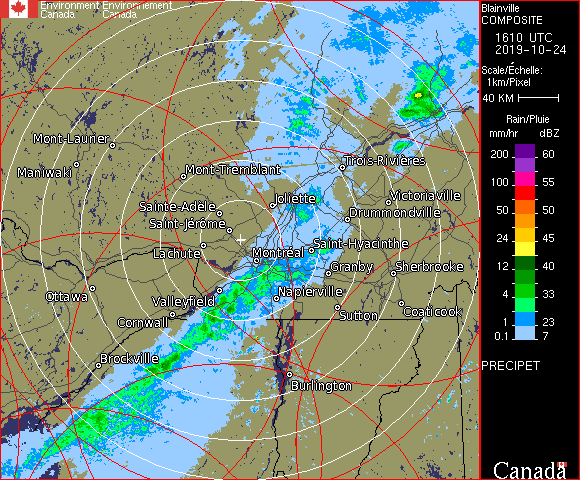 Environment Environnement
Canada Canada
Blainville
COMPOSITE
1610 UTC
2019-10-24
Scale/Échelle:
1km/Pixel
40 KM
Rain/Pluie
mm/hr dBZ
200 60
150 57
100 55
50 50
24 45
12 40
4 33
1 23
0.1 7
PRECIPET
Canada
Mont-Laurier
Maniwaki
Mont-Tremblant
Trois-Rivières
Joliette
Victoriaville
Sainte-Adèle
Drummondville
Saint-Jérôme
Saint-Hyacinthe
Lachute
Montréal
Granby
Sherbrooke
Ottawa
Valleyfield
Napierville
Coaticook
Cornwall
Sutton
Brockville
Burlington